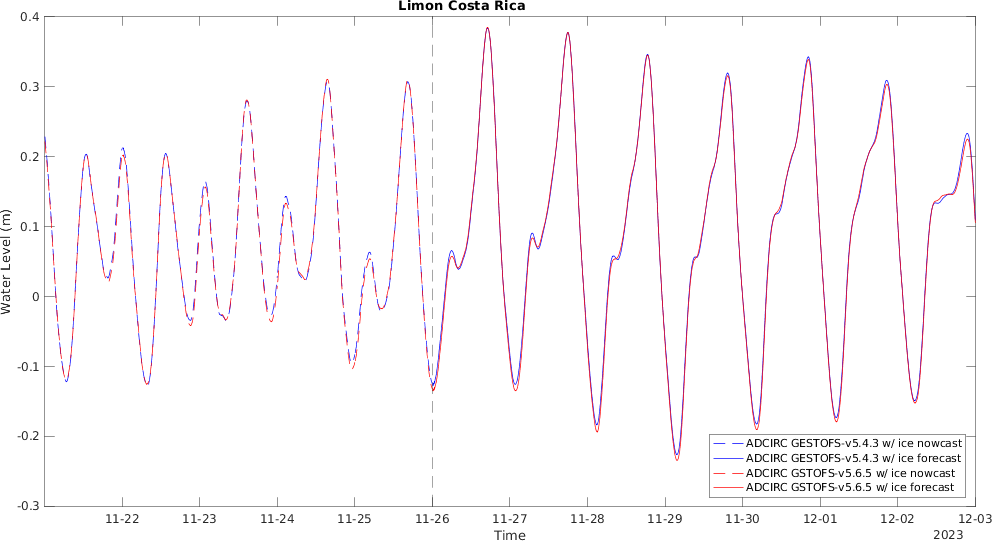 Limon Costa Rica
0.4
0.3
0.2
0.1
0
-0.1
-0.2
-0.3
Water Level (m)
ADCIRC GESTOFS-v5.4.3 w/ ice nowcast
ADCIRC GESTOFS-v5.4.3 w/ ice forecast
ADCIRC GSTOFS-v5.6.5 w/ ice nowcast
ADCIRC GSTOFS-v5.6.5 w/ ice forecast
11-22 11-23 11-24 11-25 11-26 11-27 11-28 11-29 11-30 12-01 12-02 12-03
Time
2023